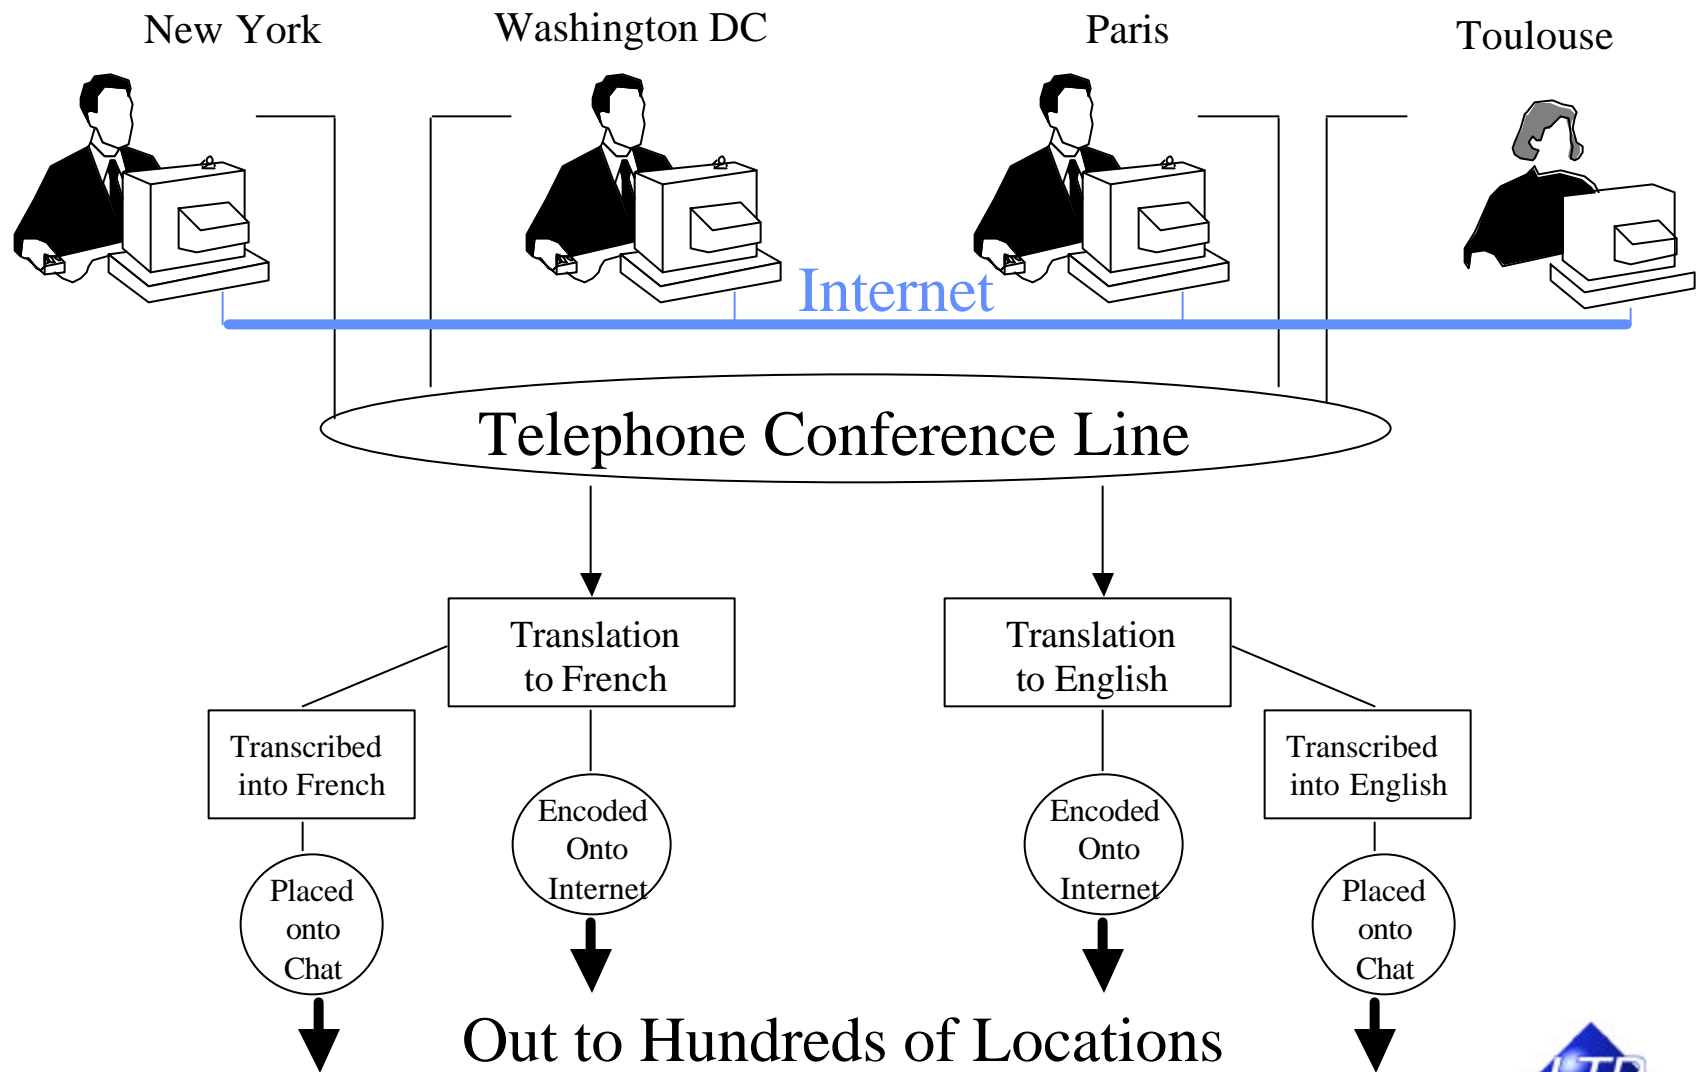 New York
Washington DC
Paris
Toulouse
Internet
Telephone Conference Line
Translation
to French
Translation
to English
Transcribed
into French
Transcribed
into English
Encoded
Onto
Internet
Encoded
Onto
Internet
Placed
onto
Chat
Placed
onto
Chat
Out to Hundreds of Locations